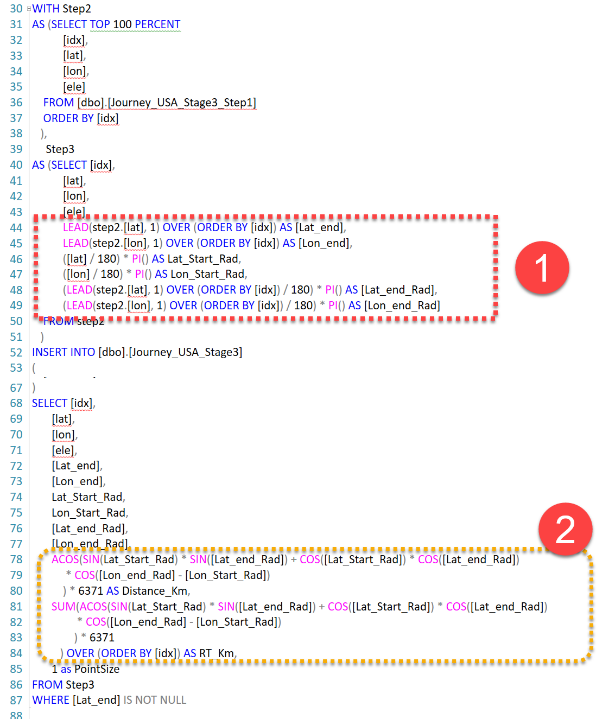 30 WITH Step2
31 AS (SELECT TOP 100 PERCENT
32 [idx],
33 [lat],
34 [lon],
35 [ele]
36 FROM [dbo].[Journey_USA_Stage3_Step1]
37 ORDER BY [idx]
38 ),
39 Step3
40 AS (SELECT [idx],
41 [lat],
42 [lon],
43 [ele]
44 LEAD(step2.[lat], 1) OVER (ORDER BY [idx]) AS [Lat_end],
45 LEAD(step2.[lon], 1) OVER (ORDER BY [idx]) AS [Lon_end],
46 ([lat] / 180) * PI() AS Lat_Start_Rad,
47 ([lon] / 180) * PI() AS Lon_Start_Rad,
48 (LEAD(step2.[lat], 1) OVER (ORDER BY [idx]) / 180) * PI() AS [Lat_end_Rad],
49 (LEAD(step2.[lon], 1) OVER (ORDER BY [idx]) / 180) * PI() AS [Lon_end_Rad]
1
50 FROM step2
51 )
52 INSERT INTO [dbo].[Journey_USA_Stage3]
53 (
67 )
68 SELECT [idx],
69 [lat],
70 [lon],
71 [ele],
72 [Lat_end],
73 [Lon_end],
74 Lat_Start_Rad,
75 Lon_Start_Rad,
76 [Lat_end_Rad],
77 [Lon_end_Rad],
2
78 ACOS(SIN(Lat_Start_Rad) * SIN([Lat_end_Rad]) + COS([Lat_Start_Rad]) * COS([Lat_end_Rad])
79 * COS([Lon_end_Rad] - [Lon_Start_Rad])
80 ) * 6371 AS Distance_Km,
81 SUM(ACOS(SIN(Lat_Start_Rad) * SIN([Lat_end_Rad]) + COS([Lat_Start_Rad]) * COS([Lat_end_Rad])
82 * COS([Lon_end_Rad] - [Lon_Start_Rad])
83 ) * 6371
84 ) OVER (ORDER BY [idx]) AS RT_Km,
85 1 as PointSize
86 FROM Step3
87 WHERE [Lat_end] IS NOT NULL
88